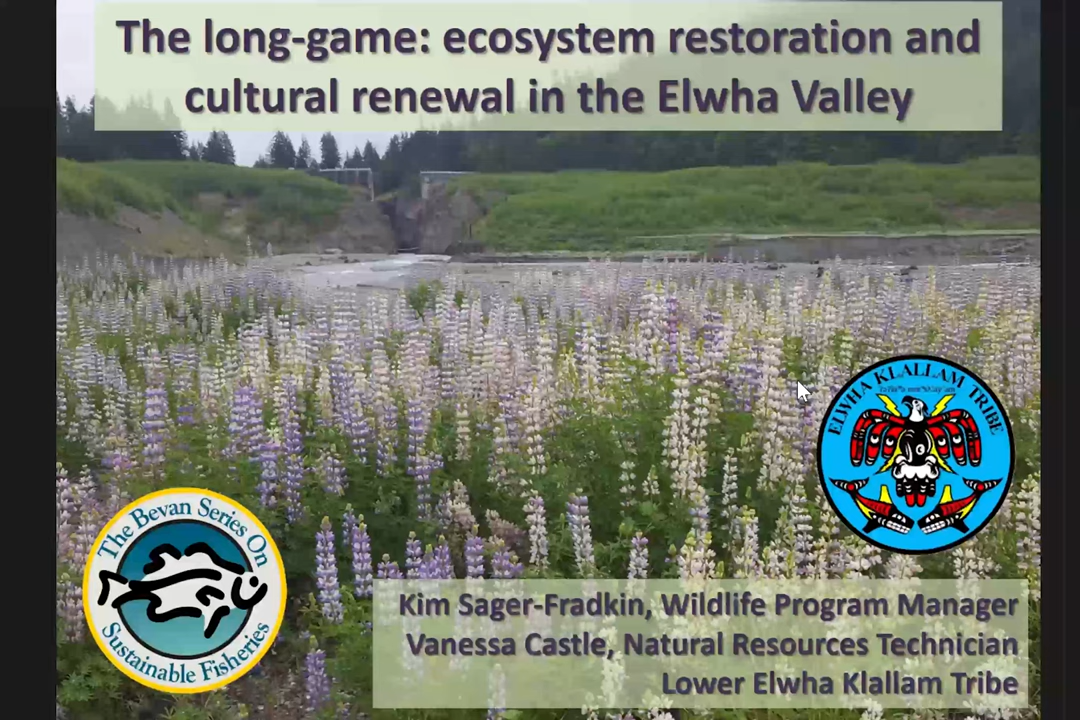 The long-game: ecosystem restoration and
cultural renewal in the Elwha Valley
ELWHA KLALLAM TRIBE
The Bevan Series On
Sustainable Fisheries
Kim Sager-Fradkin, Wildlife Program Manager
Vanessa Castle, Natural Resources Technician
Lower Elwha Klallam Tribe